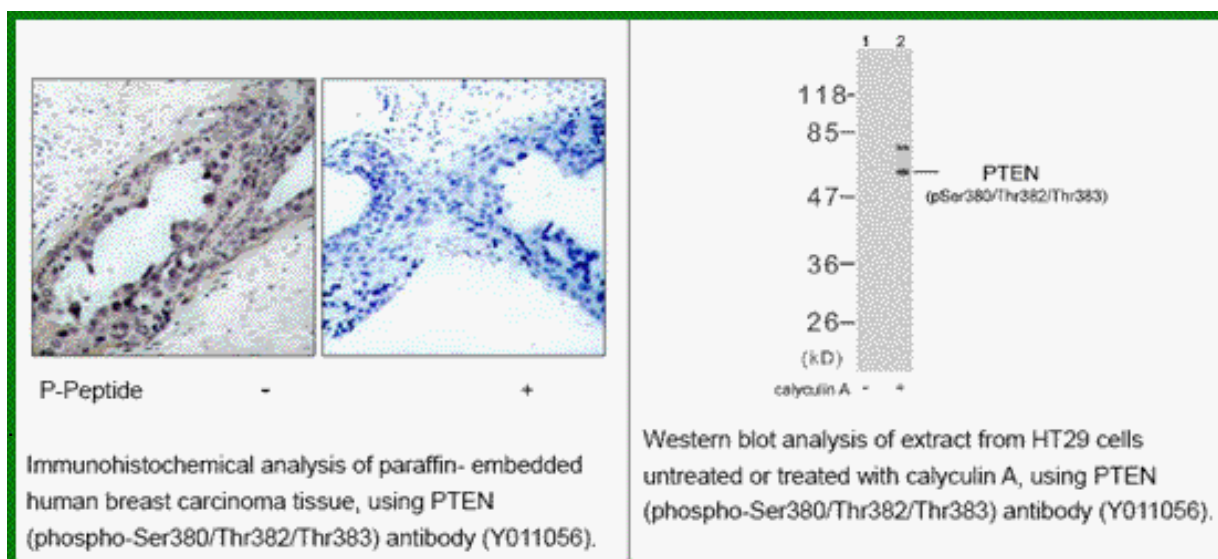 P-Peptide - +
Immunohistochemical analysis of paraffin- embedded
human breast carcinoma tissue, using PTEN
(phospho-Ser380/Thr382/Thr383) antibody (Y011056).
1 2
118-
85-
47-
36-
26-
(kD)
PTEN
(pSer380/Thr382/Thr383)
calyculin A - +
Western blot analysis of extract from HT29 cells
untreated or treated with calyculin A, using PTEN
(phospho-Ser380/Thr382/Thr383) antibody (Y011056).